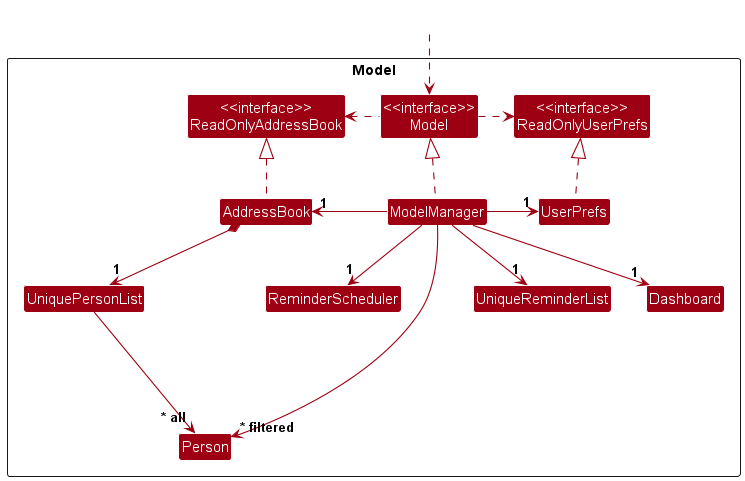 Model
<<interface>>
ReadOnlyAddressBook
<<interface>>
Model
<<interface>>
ReadOnlyUserPrefs
AddressBook
1
ModelManager
1
UserPrefs
1
1
1
1
UniquePersonList
ReminderScheduler
UniqueReminderList
Dashboard
* all
* filtered
Person